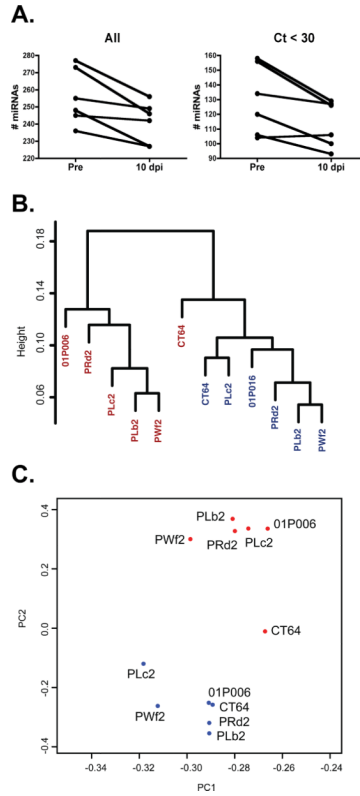 A.
All
Ct < 30
# miRNAs
280
270
260
250
240
230
220
Pre
10 dpi
# miRNAs
160
150
140
130
120
110
100
90
Pre
10 dpi
B.
Height
0.18
0.14
0.10
0.06
01P006
PRd2
PLc2
PLb2
PWf2
CT64
CT64
PLc2
01P016
PRd2
PLb2
PWf2
C.
PC2
0.4
0.2
0.0
-0.2
-0.4
PLb2
01P006
PWf2
PRd2
PLc2
CT64
PLc2
01P006
PWf2
CT64
PRd2
PLb2
-0.34
-0.32
-0.30
-0.28
-0.26
-0.24
PC1